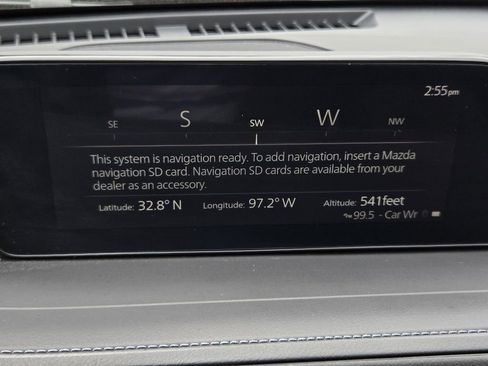 2:55pm
SE S SW W NW
This system is navigation ready. To add navigation, insert a Mazda
navigation SD card. Navigation SD cards are available from your
dealer as an accessory.
Latitude: 32.8° N Longitude: 97.2° W Altitude: 541feet
99.5 - Car Wr